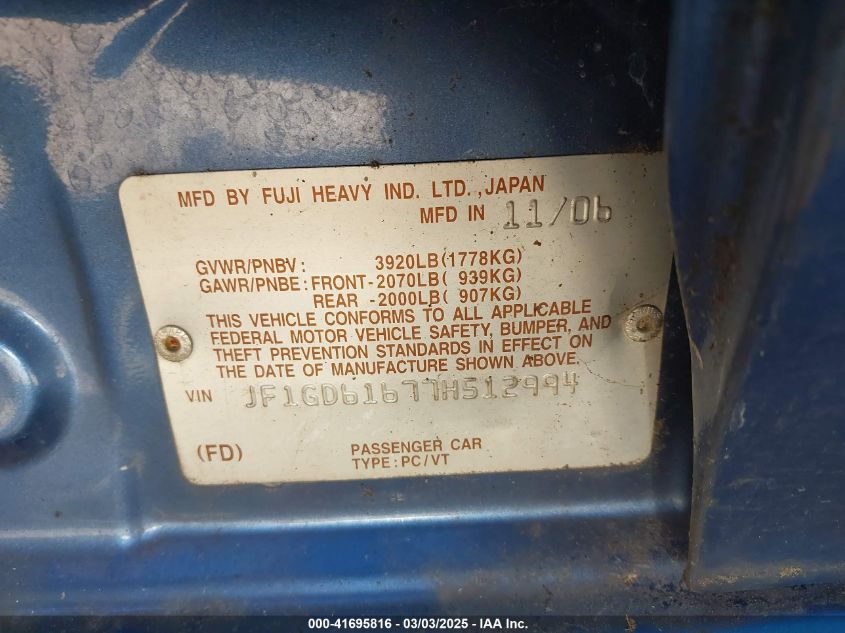 MFD BY FUJI HEAVY IND. LTD.,JAPAN
MFD IN 11/06
GVWR/PNBV: 3920LB(1778KG)
GAWR/PNBE: FRONT-2070LB( 939KG)
REAR -2000LB( 907KG)
THIS VEHICLE CONFORMS TO ALL APPLICABLE
FEDERAL MOTOR VEHICLE SAFETY, BUMPER, AND
THEFT PREVENTION STANDARDS IN EFFECT ON
THE DATE OF MANUFACTURE SHOWN ABOVE.
VIN JF1GD61677H512994
(FD) PASSENGER CAR
TYPE:PC/VT
000-41695816 - 03/03/2025 - IAA Inc.